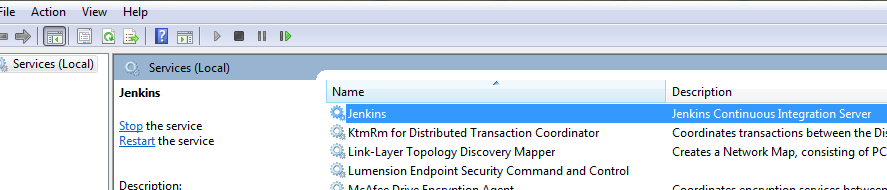 File Action View Help
Services (Local) Services (Local)
Jenkins
Stop the service
Restart the service
Description:
Name Description
Jenkins Jenkins Continuous Integration Server
KtmRm for Distributed Transaction Coordinator Coordinates transactions between the Dis
Link-Layer Topology Discovery Mapper Creates a Network Map, consisting of PC
Lumension Endpoint Security Command and Control
McAfee Drive Encryption Agent Coordinates encryption services between